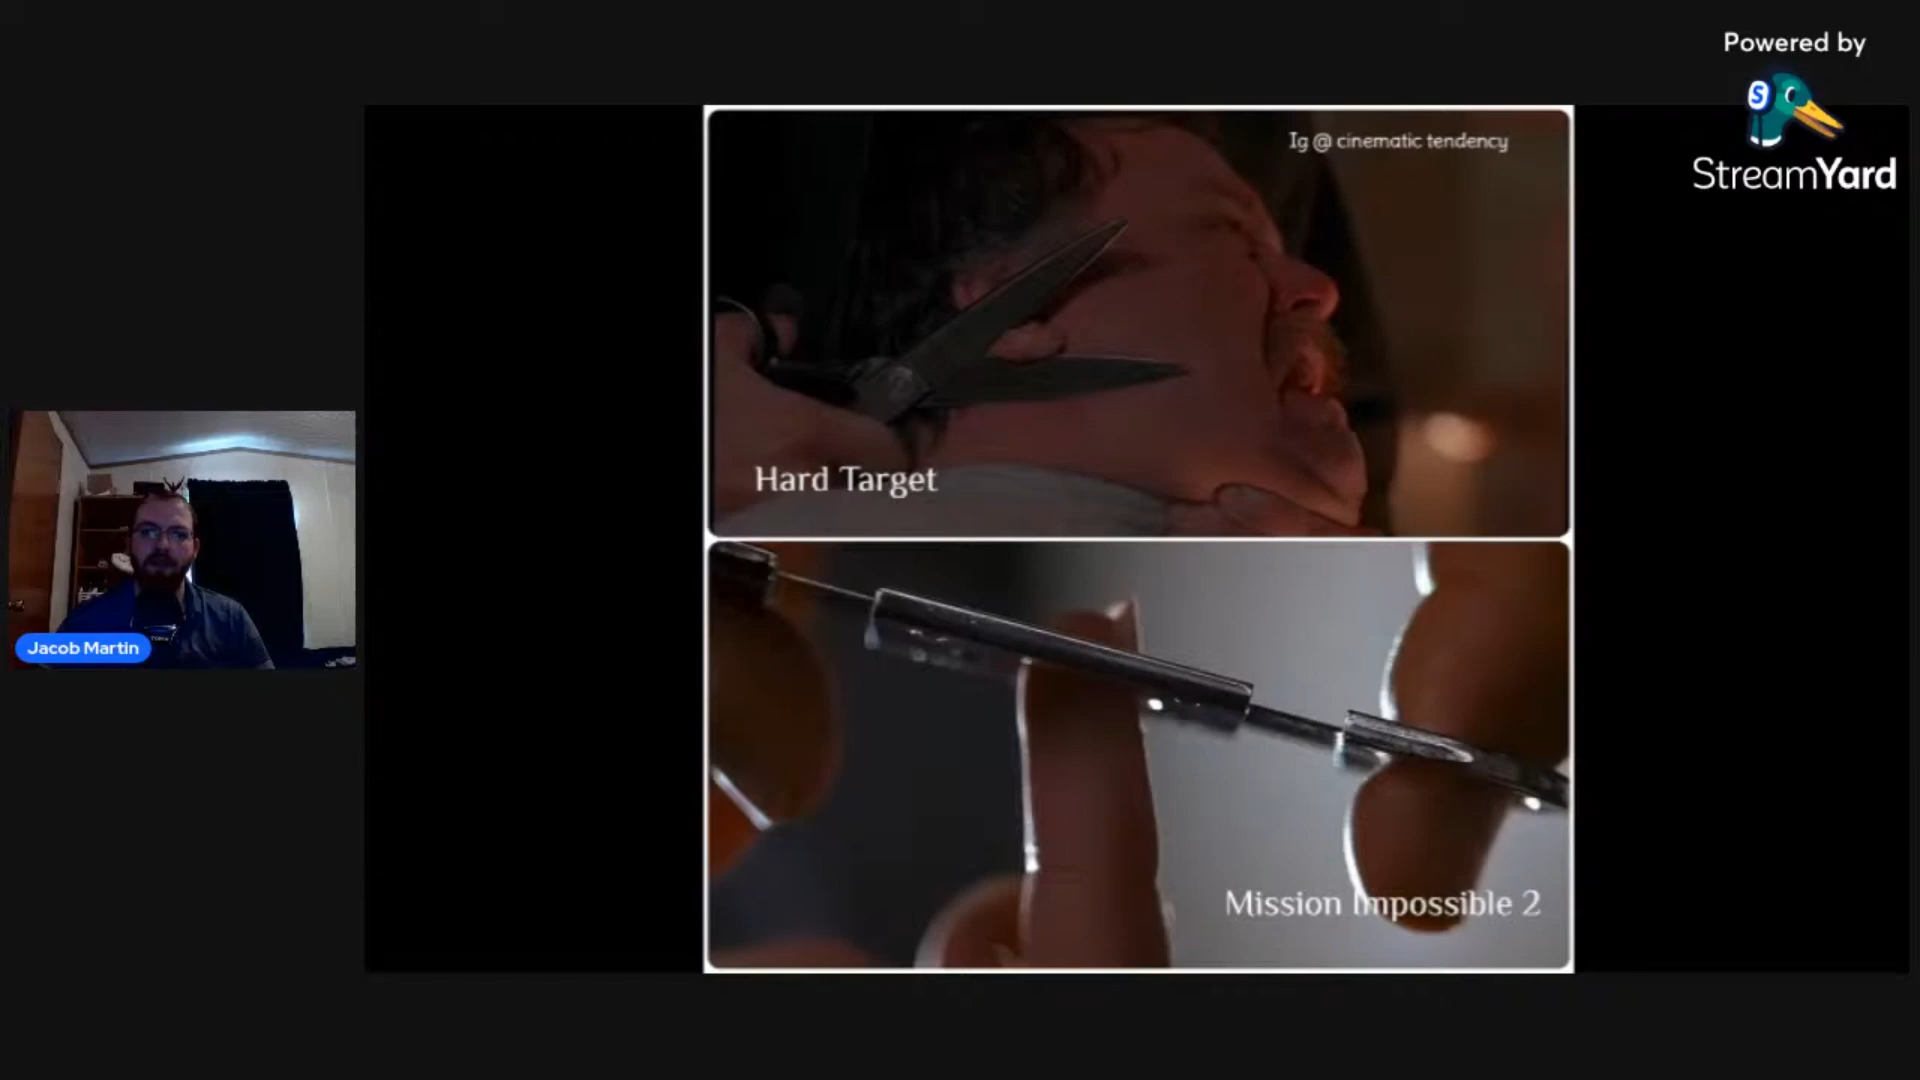 Powered by
S
StreamYard
Ig @ cinematic tendency
Hard Target
Jacob Martin
Mission Impossible 2